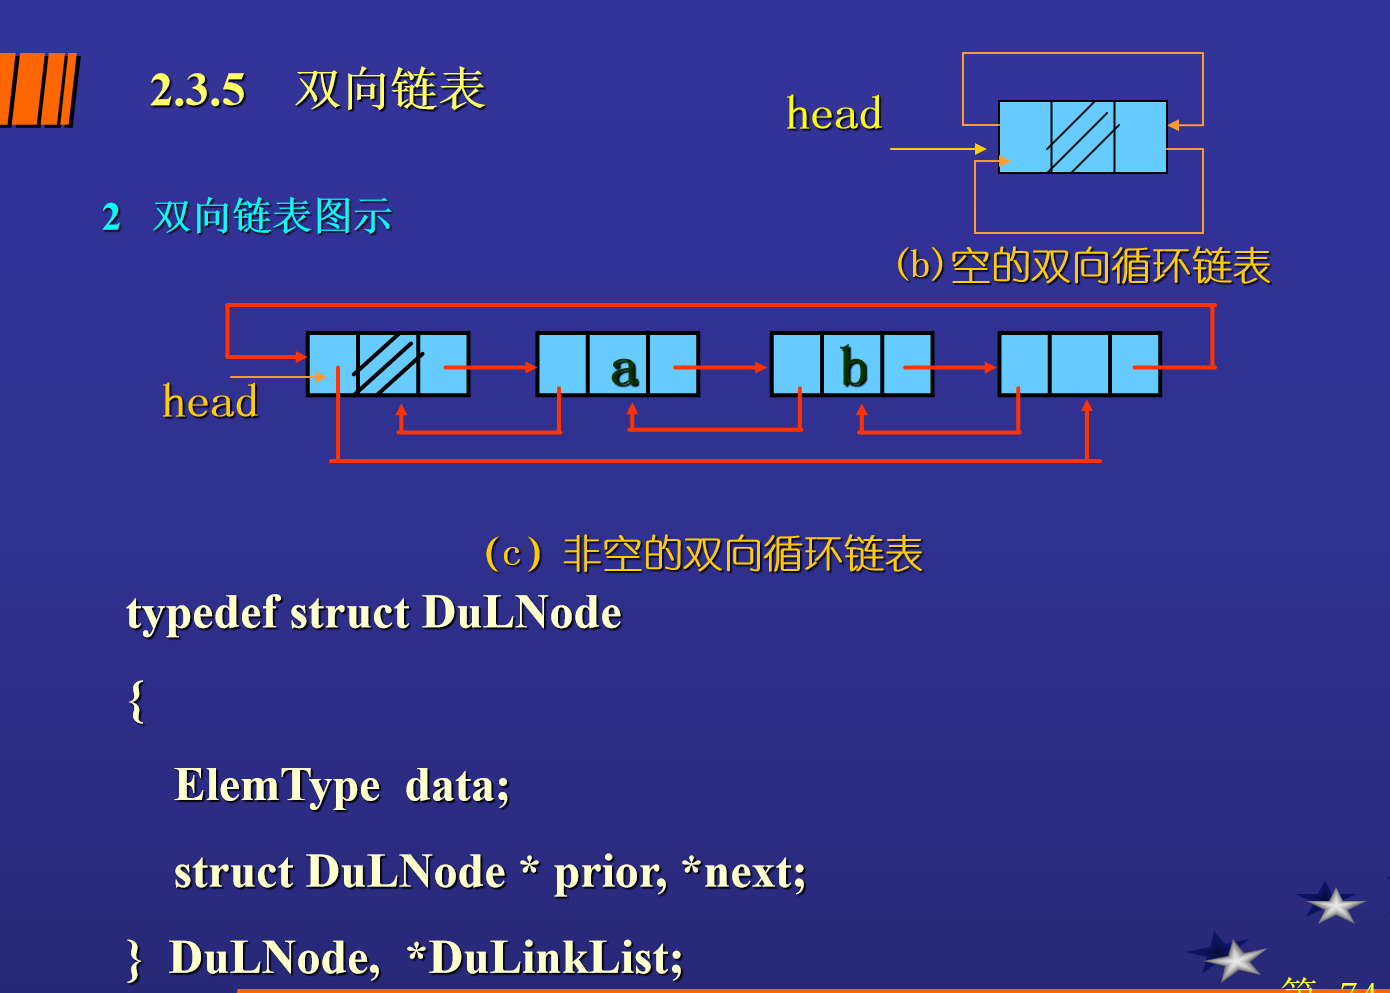 2.3.5 双向链表
head
2 双向链表图示
(b)空的双向循环链表
a b
head
(c) 非空的双向循环链表
typedef struct DuLNode
{
ElemType data;
struct DuLNode * prior, *next;
} DuLNode, *DuLinkList;
第 74